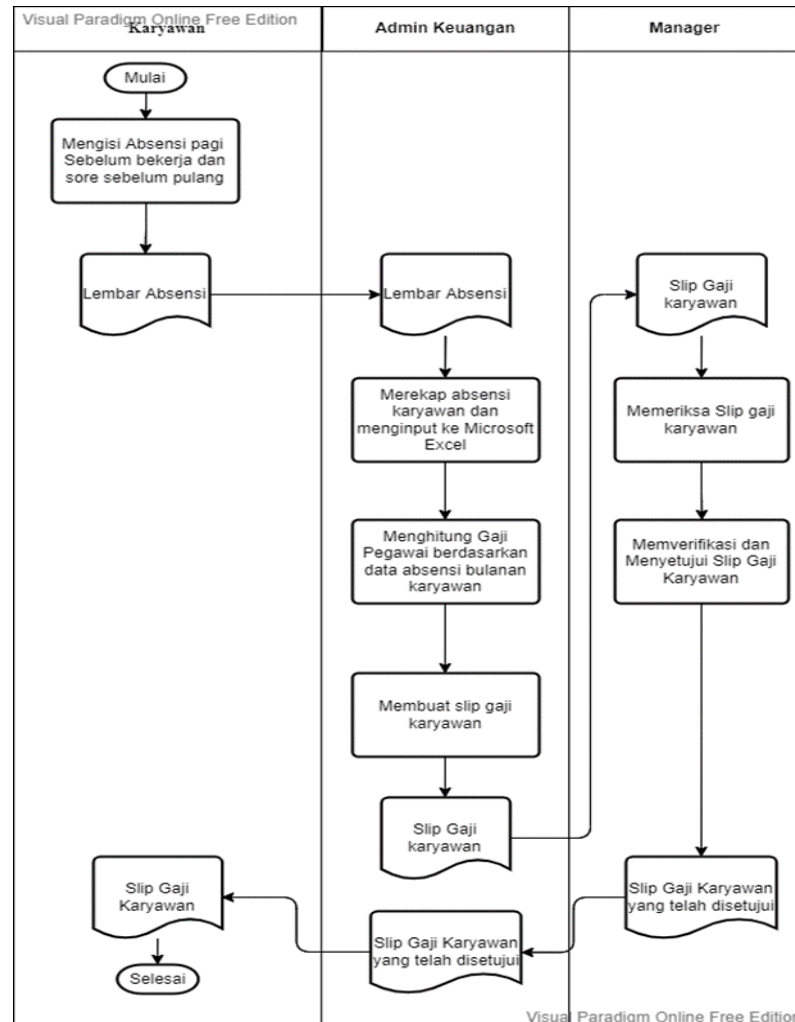 Visual Paradigm Online Free Edition
Karyawan
Admin Keuangan
Manager
Mulai
Mengisi Absensi pagi
Sebelum bekerja dan
sore sebelum pulang
Lembar Absensi
Lembar Absensi
Merekap absensi
karyawan dan
menginput ke Microsoft
Excel
Menghitung Gaji
Pegawai berdasarkan
data absensi bulanan
karyawan
Membuat slip gaji
karyawan
Slip Gaji
karyawan
Slip Gaji
karyawan
Memeriksa Slip gaji
karyawan
Memverifikasi dan
Menyetujui Slip Gaji
Karyawan
Slip Gaji Karyawan
yang telah disetujui
Slip Gaji Karyawan
yang telah disetujui
Slip Gaji
Karyawan
Selesai
Visual Paradigm Online Free Edition